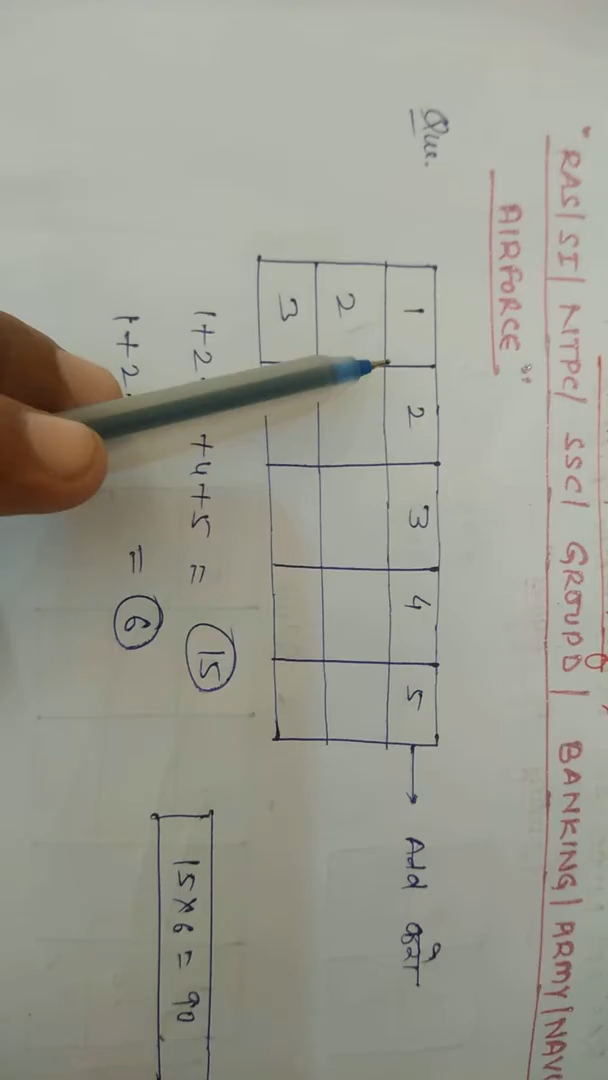 "RAS/ SI/ NTPC/ SSC/ GROUP D/ BANKING/ ARMY/ NAVY
AIRFORCE"
Que.
1 2 3 4 5 → Add करेंगे
2
3
1+2 +4+5 = 15
1+2 = 6
15×6 = 90